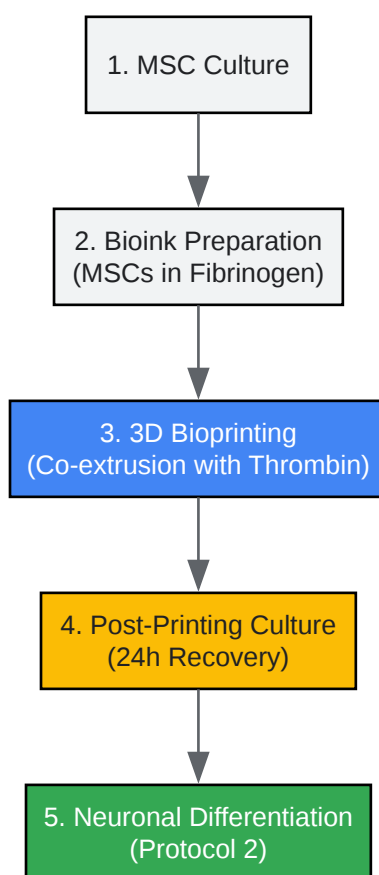 1. MSC Culture
2. Bioink Preparation
(MSCs in Fibrinogen)
3. 3D Bioprinting
(Co-extrusion with Thrombin)
4. Post-Printing Culture
(24h Recovery)
5. Neuronal Differentiation
(Protocol 2)